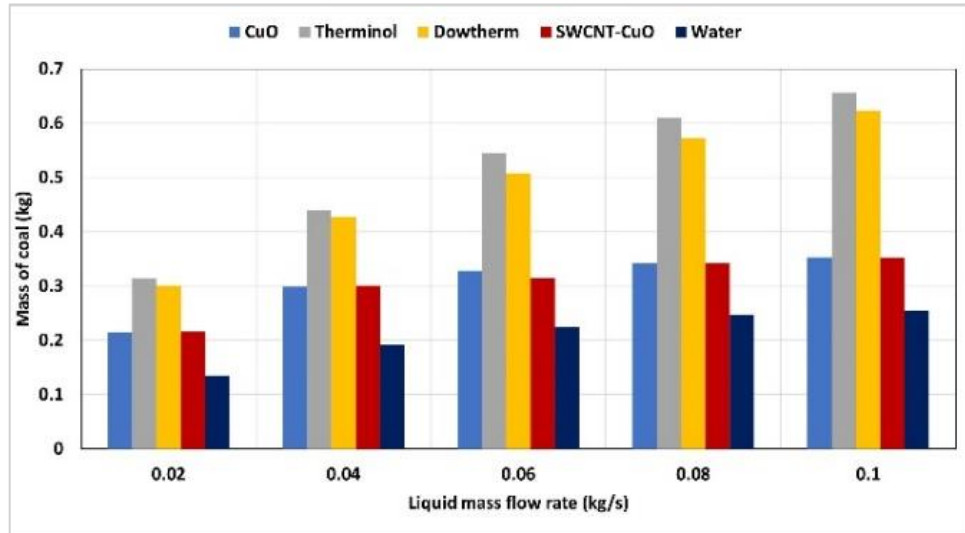 CuO Therminol Dowtherm SWCNT-CuO Water
0.7
0.6
0.5
0.4
0.3
0.2
0.1
0
Mass of coal (kg)
0.02 0.04 0.06 0.08 0.1
Liquid mass flow rate (kg/s)